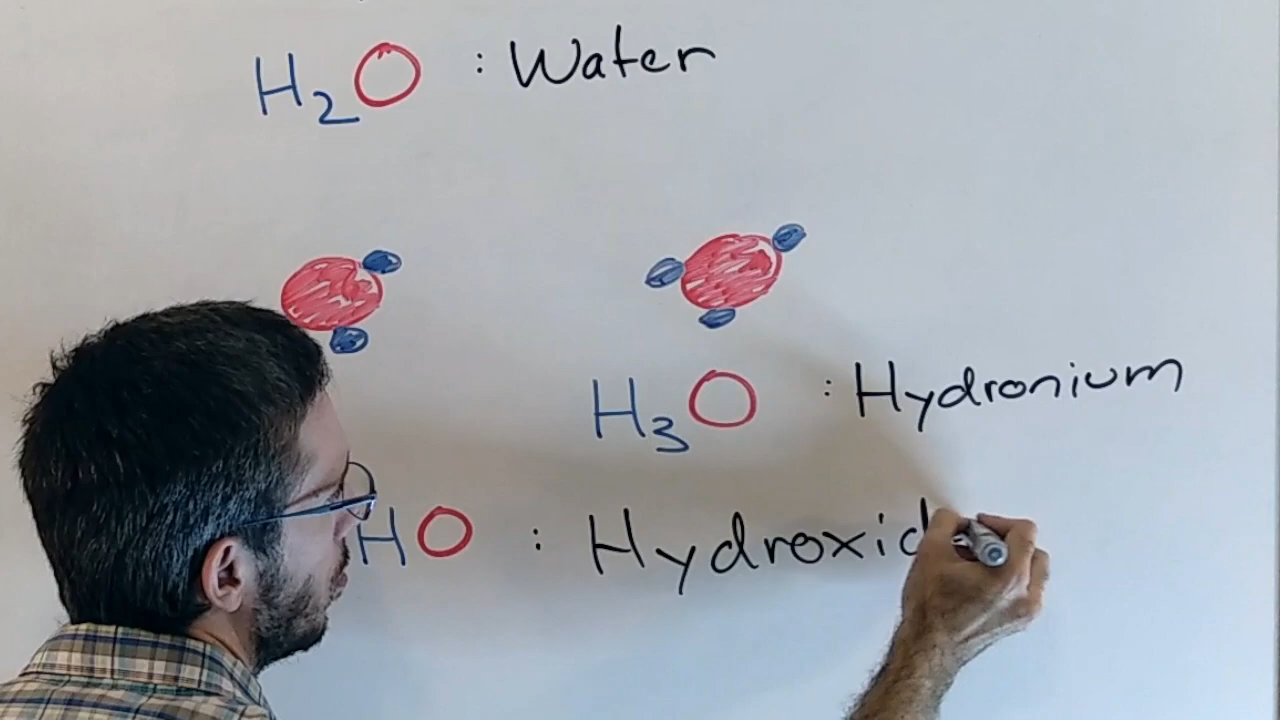 H2O : Water
H3O : Hydronium
HO : Hydroxid